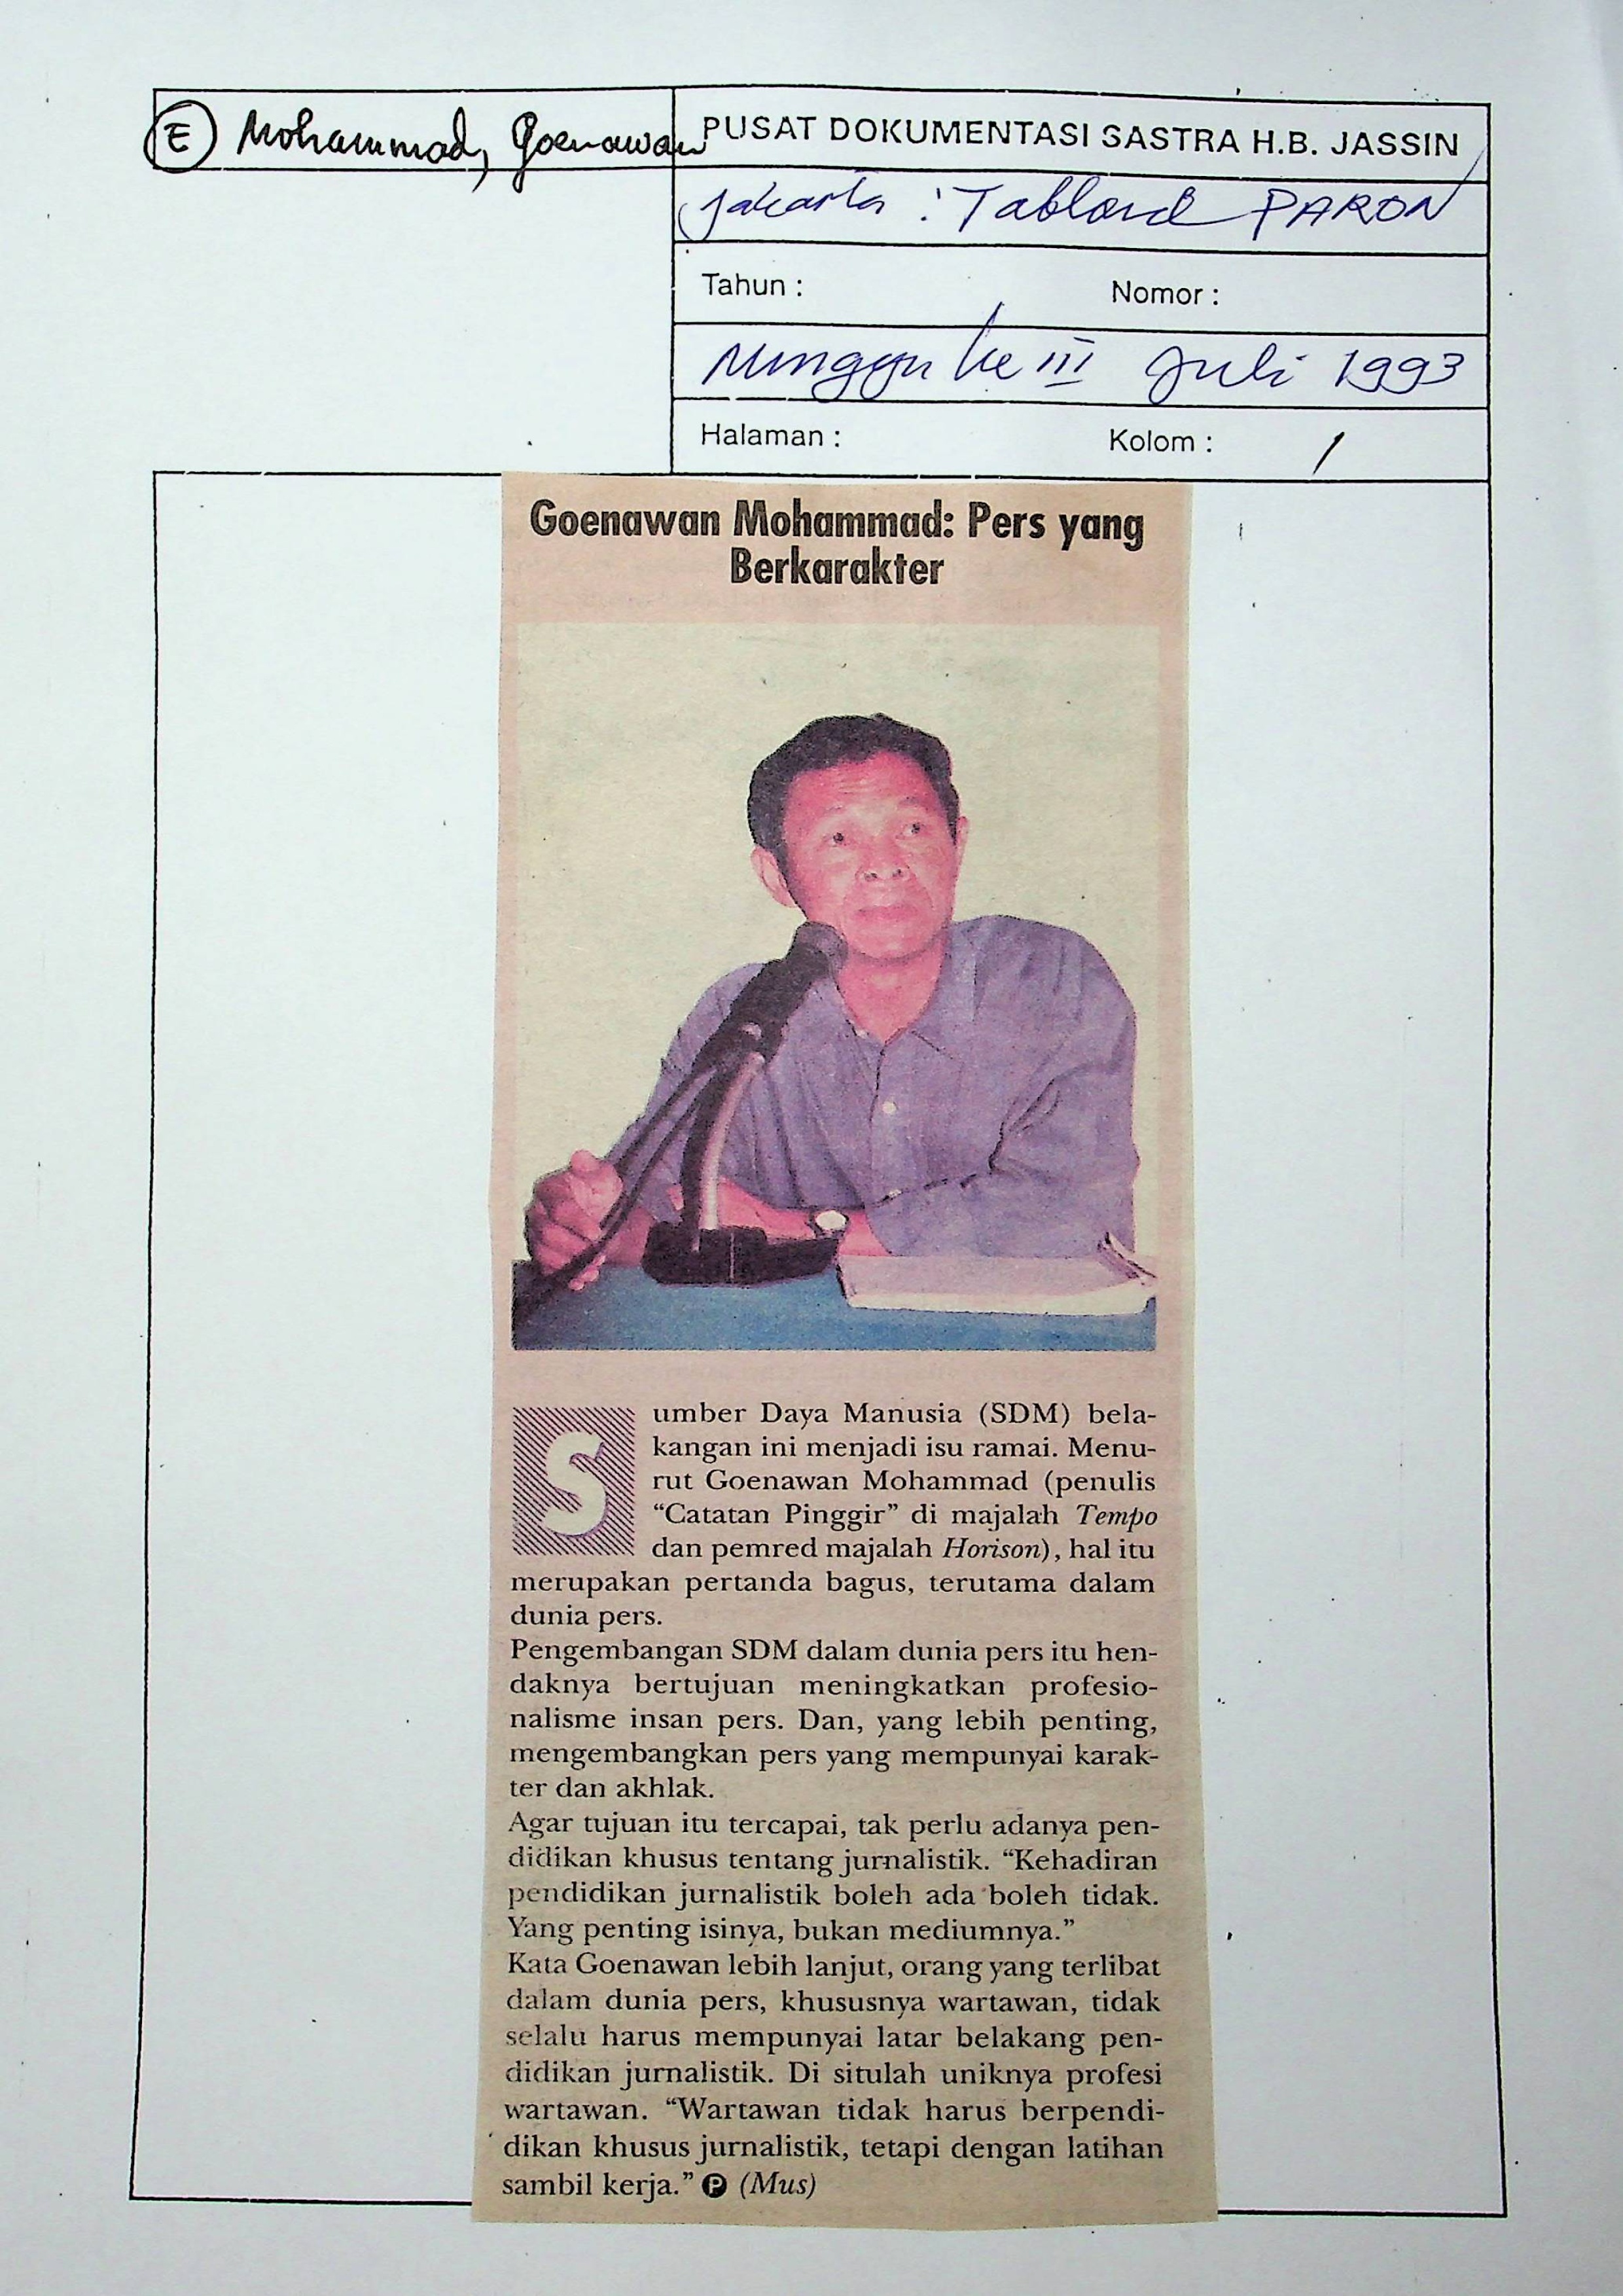 E Mohammad, Goenawan
PUSAT DOKUMENTASI SASTRA H.B. JASSIN
Jakarta : Tabloid PARON
Tahun : Nomor :
Minggu ke III Juli 1993
Halaman : Kolom : 1
Goenawan Mohammad: Pers yang
Berkarakter
Sumber Daya Manusia (SDM) bela-
kangan ini menjadi isu ramai. Menu-
rut Goenawan Mohammad (penulis
“Catatan Pinggir” di majalah Tempo
dan pemred majalah Horison), hal itu
merupakan pertanda bagus, terutama dalam
dunia pers.
Pengembangan SDM dalam dunia pers itu hen-
daknya bertujuan meningkatkan profesio-
nalisme insan pers. Dan, yang lebih penting,
mengembangkan pers yang mempunyai karak-
ter dan akhlak.
Agar tujuan itu tercapai, tak perlu adanya pen-
didikan khusus tentang jurnalistik. “Kehadiran
pendidikan jurnalistik boleh ada boleh tidak.
Yang penting isinya, bukan mediumnya.”
Kata Goenawan lebih lanjut, orang yang terlibat
dalam dunia pers, khususnya wartawan, tidak
selalu harus mempunyai latar belakang pen-
didikan jurnalistik. Di situlah uniknya profesi
wartawan. “Wartawan tidak harus berpendi-
dikan khusus jurnalistik, tetapi dengan latihan
sambil kerja.” P (Mus)